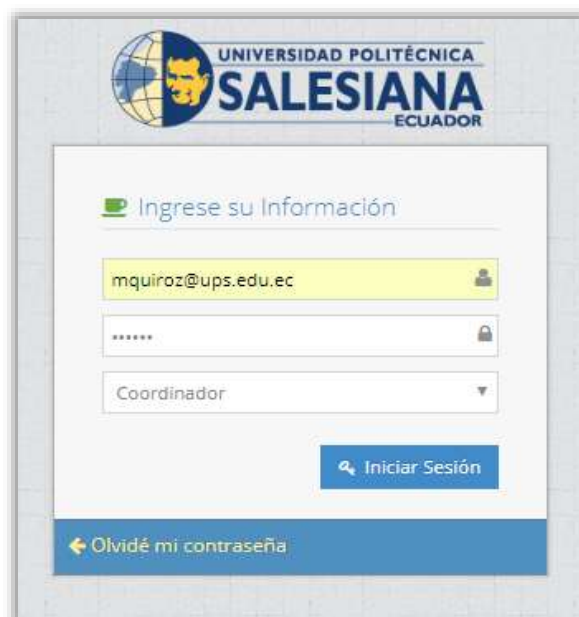 UNIVERSIDAD POLITÉCNICA
SALESIANA
ECUADOR
Ingrese su Información
mquiroz@ups.edu.ec
••••••
Coordinador
Iniciar Sesión
Olvidé mi contraseña